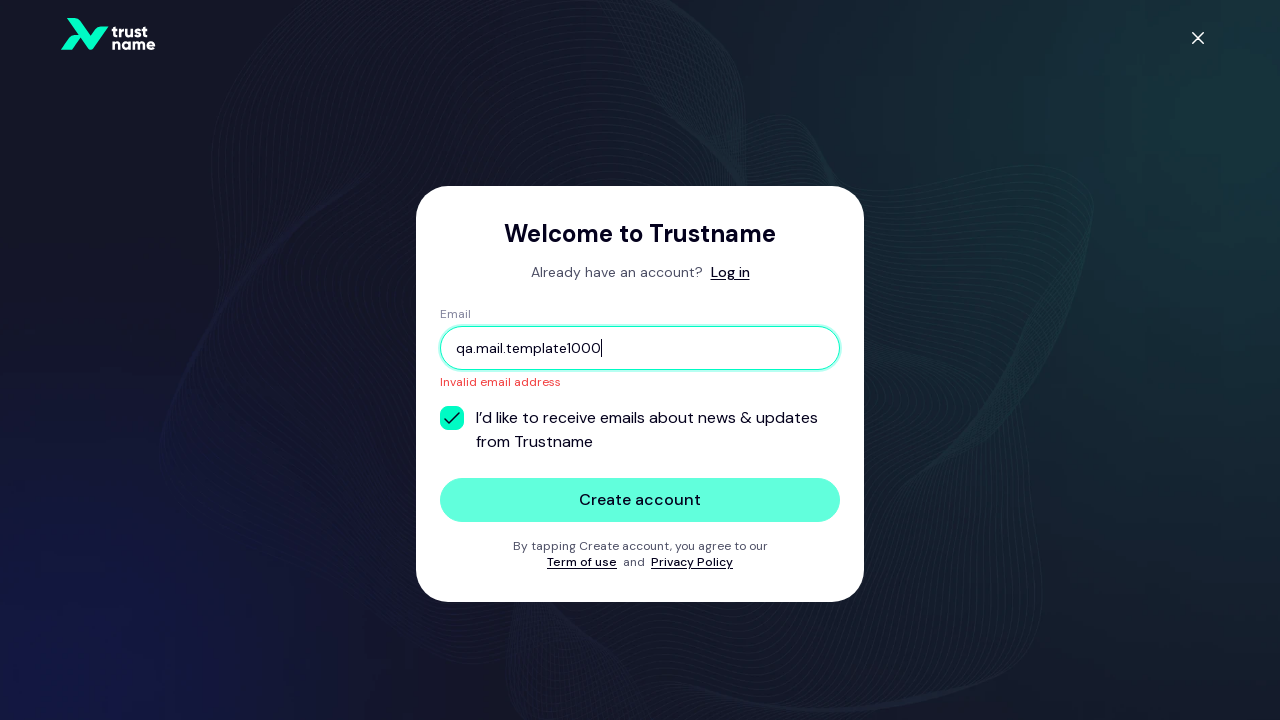 trust
name
Welcome to Trustname
Already have an account? Log in
Email
qa.mail.template1000
Invalid email address
I’d like to receive emails about news & updates
from Trustname
Create account
By tapping Create account, you agree to our
Term of use and Privacy Policy